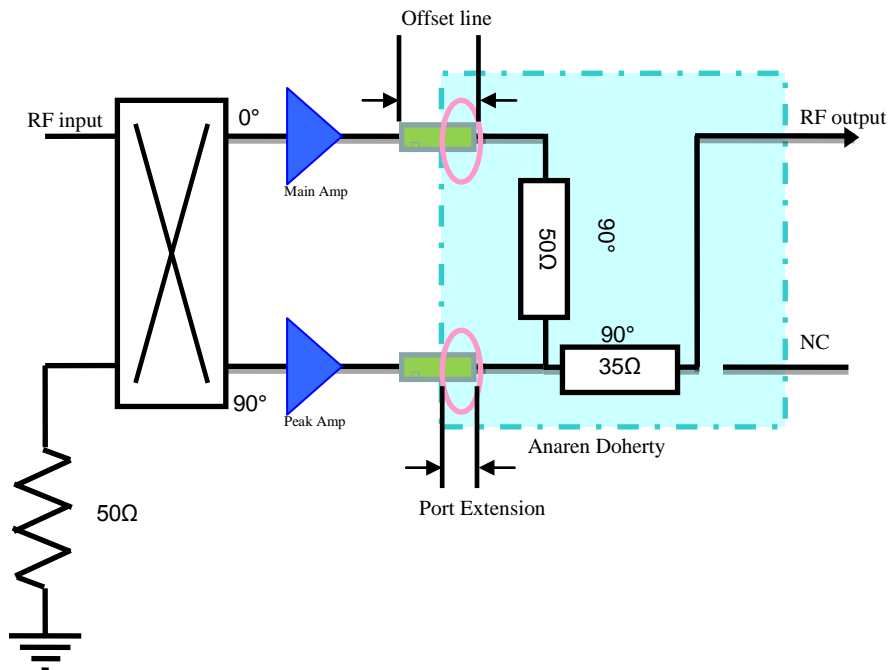 Offset line
RF input
0°
RF output
Main Amp
50Ω
90°
90°
35Ω
NC
90°
Peak Amp
Anaren Doherty
Port Extension
50Ω